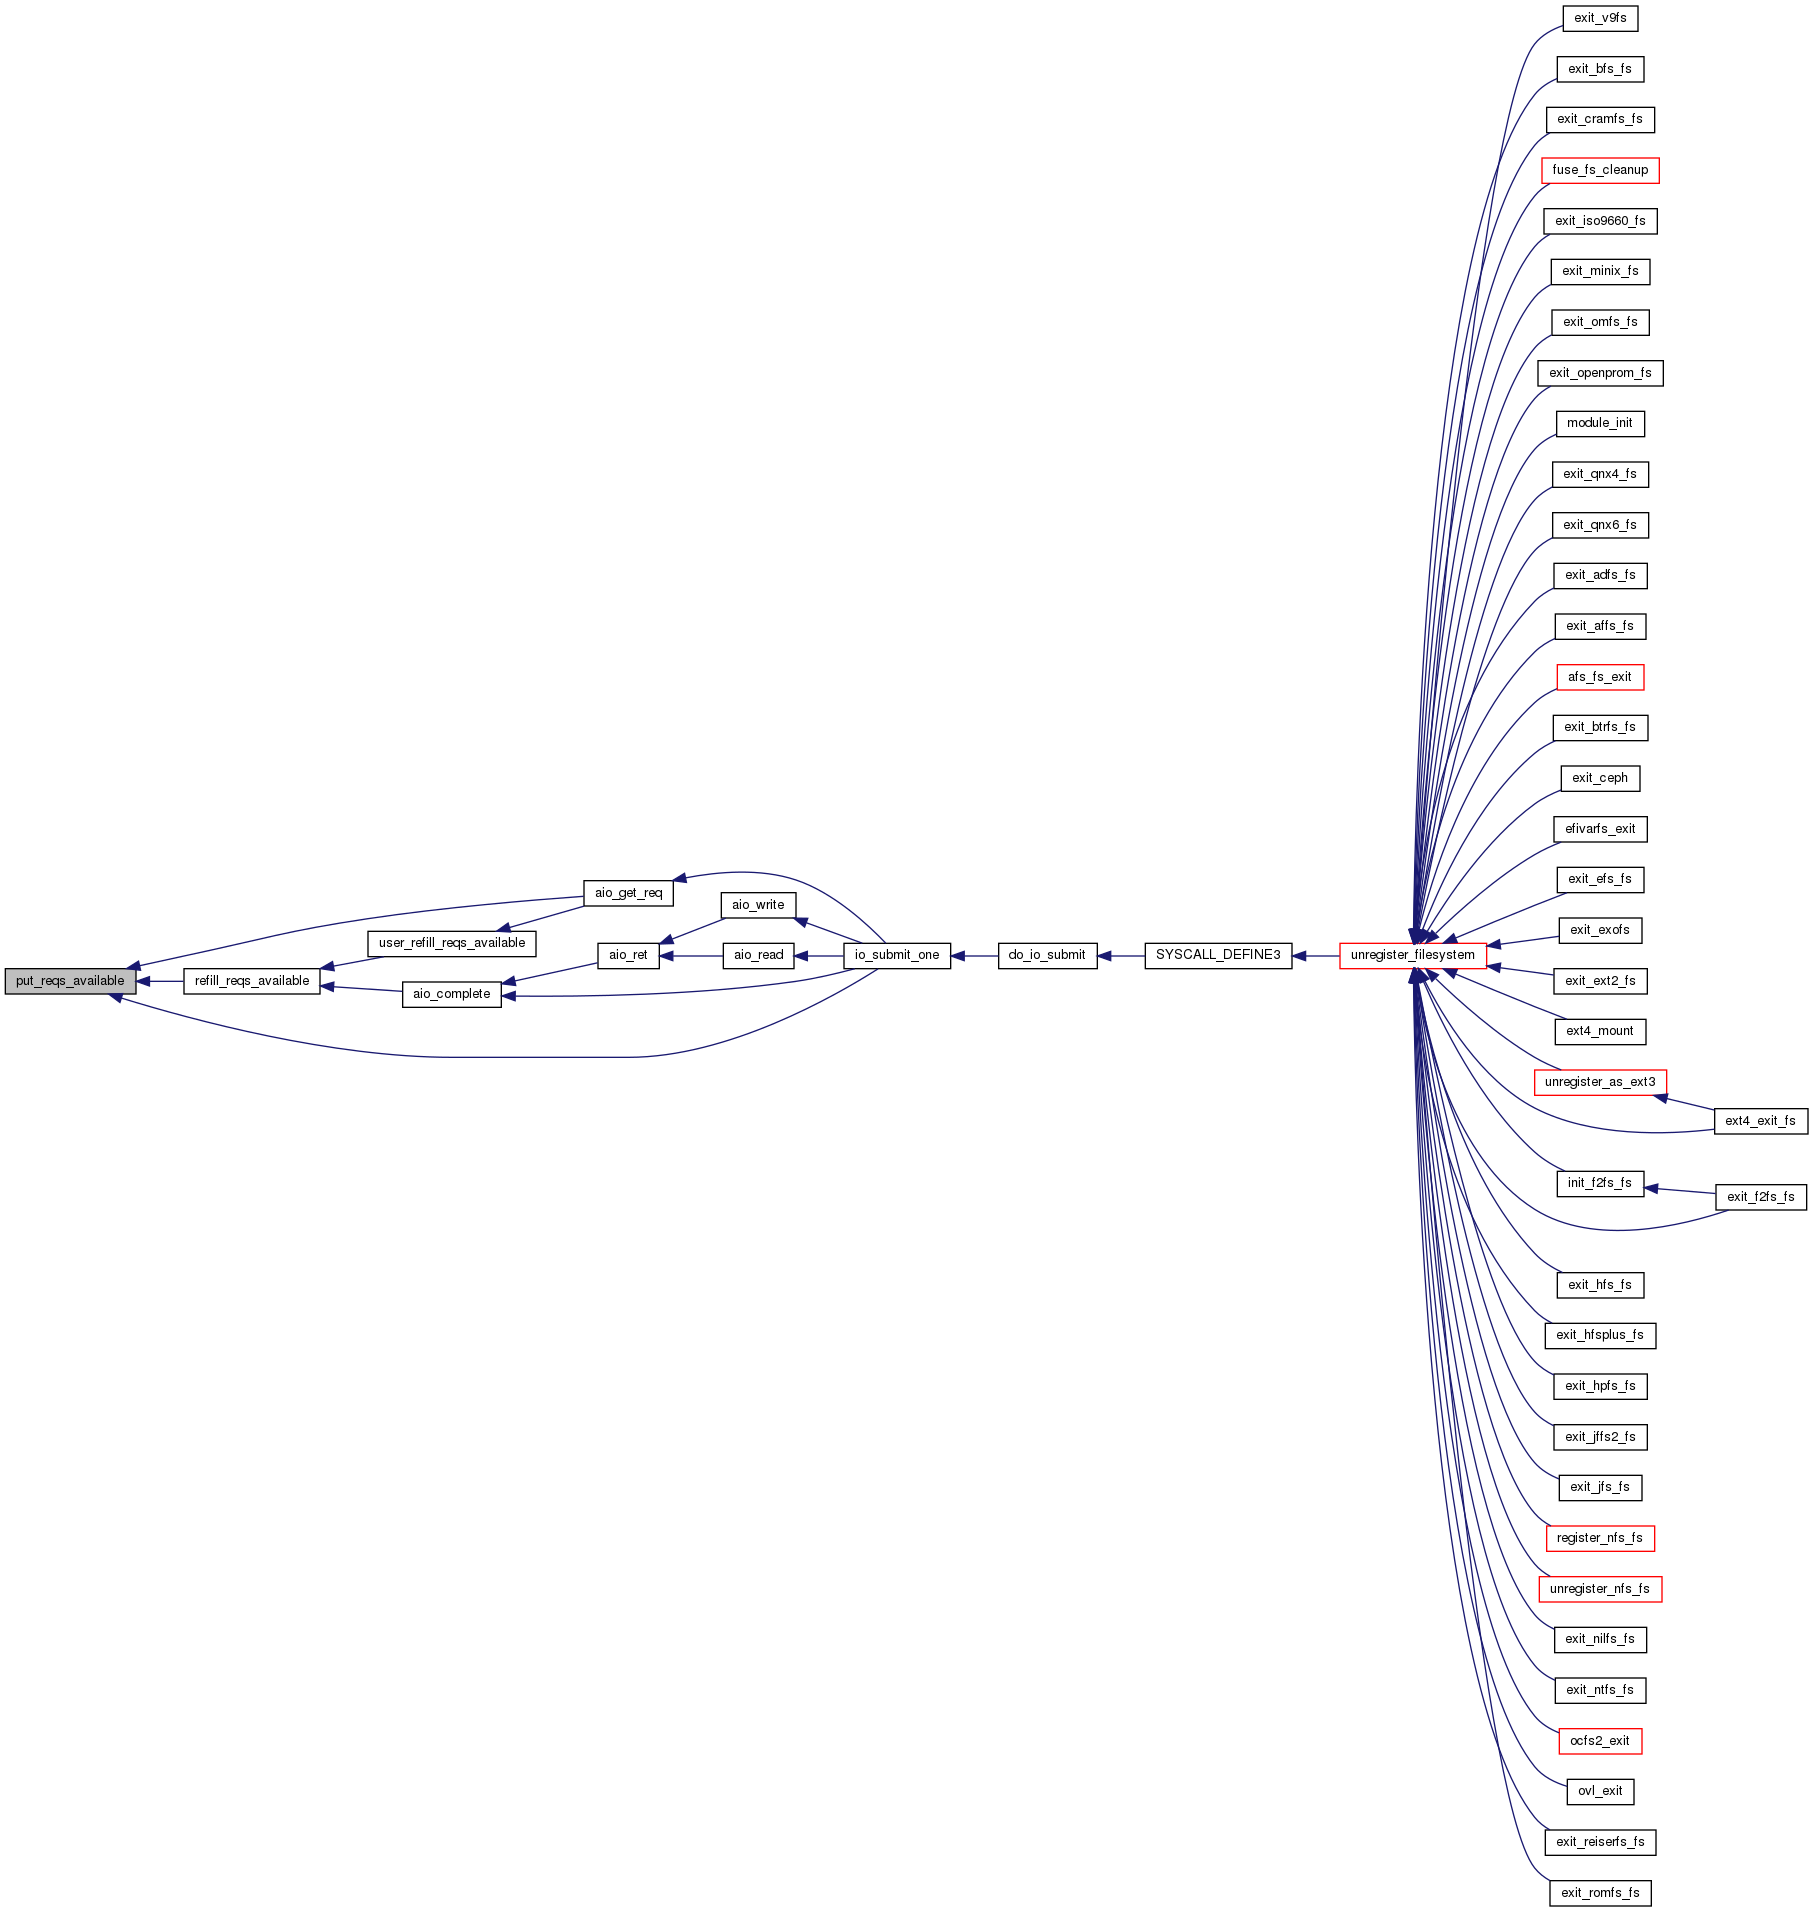 put_reqs_available
refill_reqs_available
user_refill_reqs_available
aio_complete
aio_get_req
aio_ret
aio_write
aio_read
io_submit_one
do_io_submit
SYSCALL_DEFINE3
unregister_filesystem
exit_v9fs
exit_bfs_fs
exit_cramfs_fs
fuse_fs_cleanup
exit_iso9660_fs
exit_minix_fs
exit_omfs_fs
exit_openprom_fs
module_init
exit_qnx4_fs
exit_qnx6_fs
exit_adfs_fs
exit_affs_fs
afs_fs_exit
exit_btrfs_fs
exit_ceph
efivarfs_exit
exit_efs_fs
exit_exofs
exit_ext2_fs
ext4_mount
unregister_as_ext3
ext4_exit_fs
init_f2fs_fs
exit_f2fs_fs
exit_hfs_fs
exit_hfsplus_fs
exit_hpfs_fs
exit_jffs2_fs
exit_jfs_fs
register_nfs_fs
unregister_nfs_fs
exit_nilfs_fs
exit_ntfs_fs
ocfs2_exit
ovl_exit
exit_reiserfs_fs
exit_romfs_fs